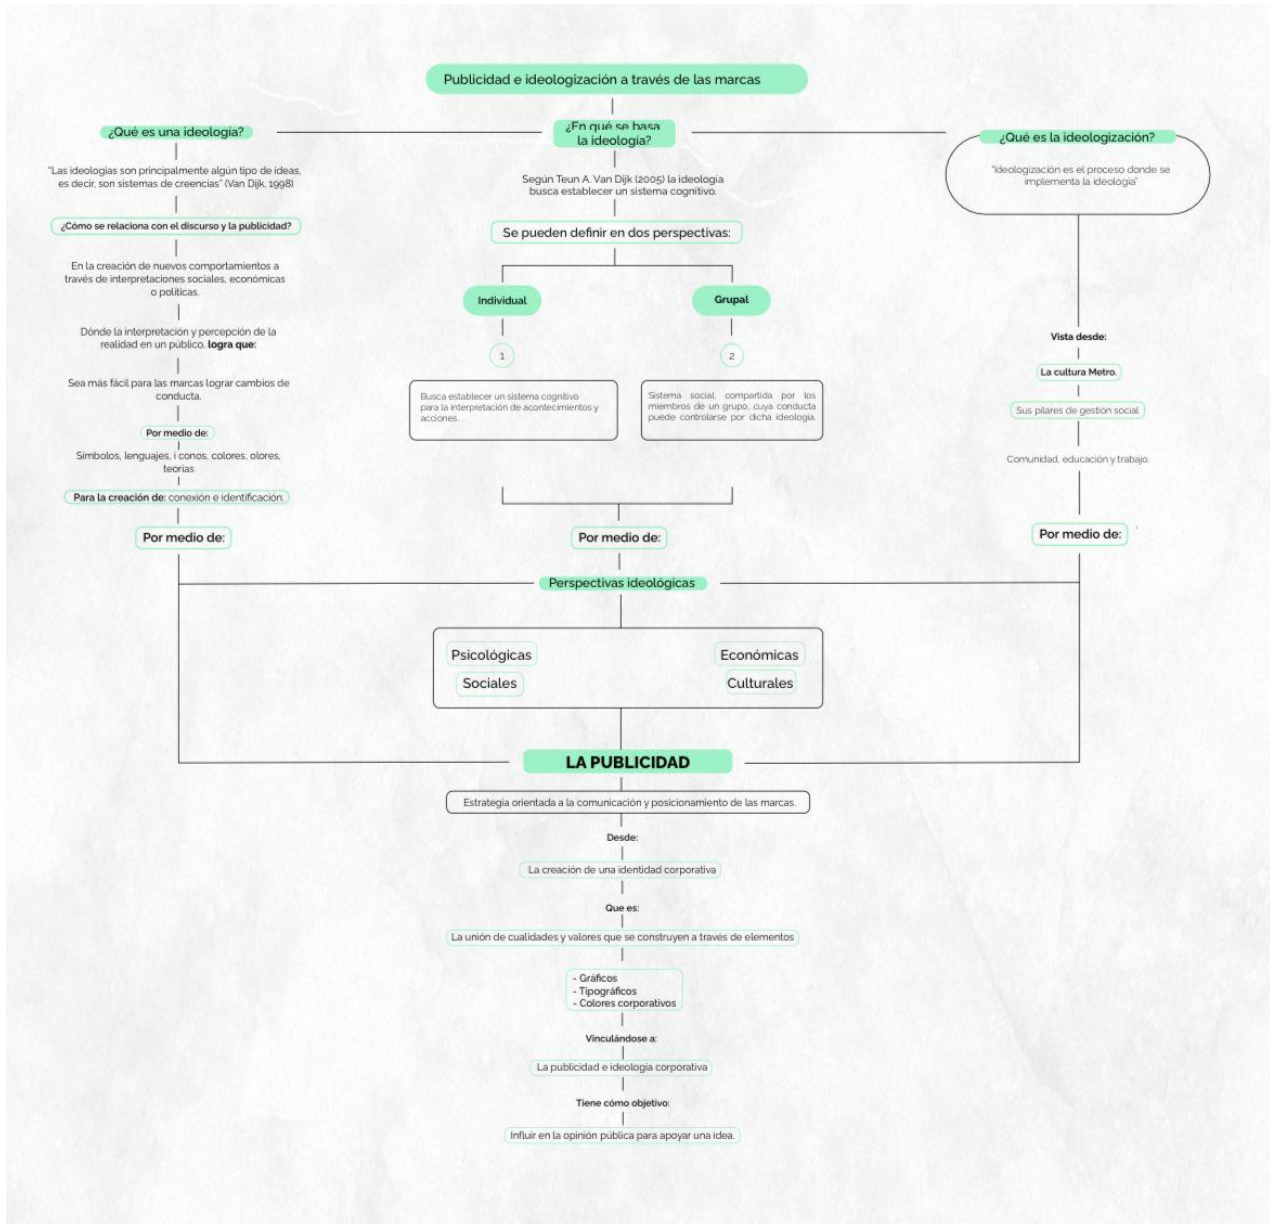 Publicidad e ideologización a través de las marcas
¿Qué es una ideología?
"Las ideologías son principalmente algún tipo de ideas,
es decir, son sistemas de creencias" (Van Dijk, 1998)
¿Cómo se relaciona con el discurso y la publicidad?
En la creación de nuevos comportamientos a
través de interpretaciones sociales, económicas
o políticas.
Dónde la interpretación y percepción de la
realidad en un público, logra que:
Sea más fácil para las marcas lograr cambios de
conducta.
Por medio de:
Símbolos, lenguajes, i conos, colores, olores,
teorías
Para la creación de: conexión e identificación.
Por medio de:
¿En qué se basa
la ideología?
Según Teun A. Van Dijk (2005) la ideología
busca establecer un sistema cognitivo.
Se pueden definir en dos perspectivas:
Individual
1
Busca establecer un sistema cognitivo
para la interpretación de acontecimientos y
acciones.
Grupal
2
Sistema social, compartida por los
miembros de un grupo, cuya conducta
puede controlarse por dicha ideología.
Por medio de:
¿Qué es la ideologización?
"Ideologización es el proceso donde se
implementa la ideología"
Vista desde:
La cultura Metro.
Sus pilares de gestión social
Comunidad, educación y trabajo.
Por medio de:
Perspectivas ideológicas
Psicológicas
Económicas
Sociales
Culturales
LA PUBLICIDAD
Estrategia orientada a la comunicación y posicionamiento de las marcas.
Desde:
La creación de una identidad corporativa
Que es:
La unión de cualidades y valores que se construyen a través de elementos
- Gráficos
- Tipográficos
- Colores corporativos
Vinculándose a:
La publicidad e ideología corporativa
Tiene cómo objetivo:
Influir en la opinión pública para apoyar una idea.